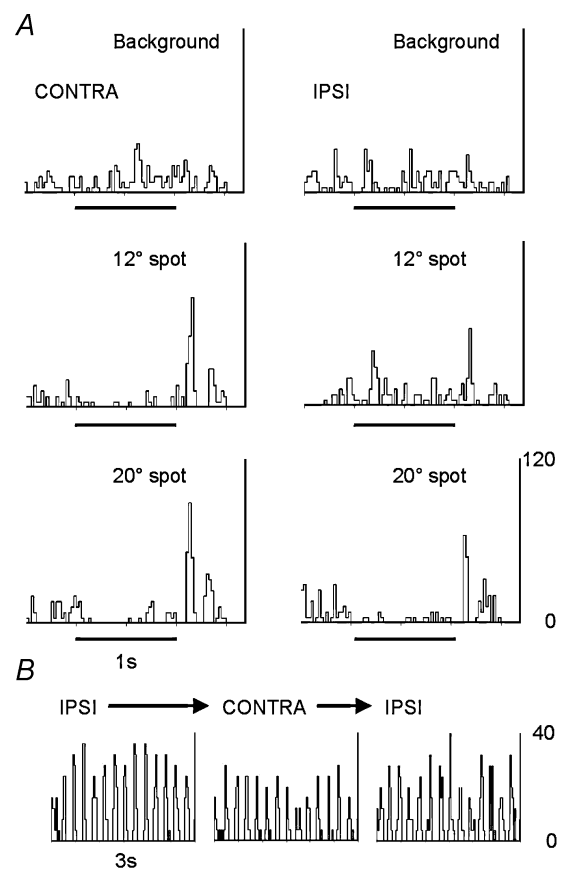 A
Background
Background
CONTRA
IPSI
12° spot
12° spot
20° spot
20° spot
120
0
1s
B
IPSI
CONTRA
IPSI
40
0
3s